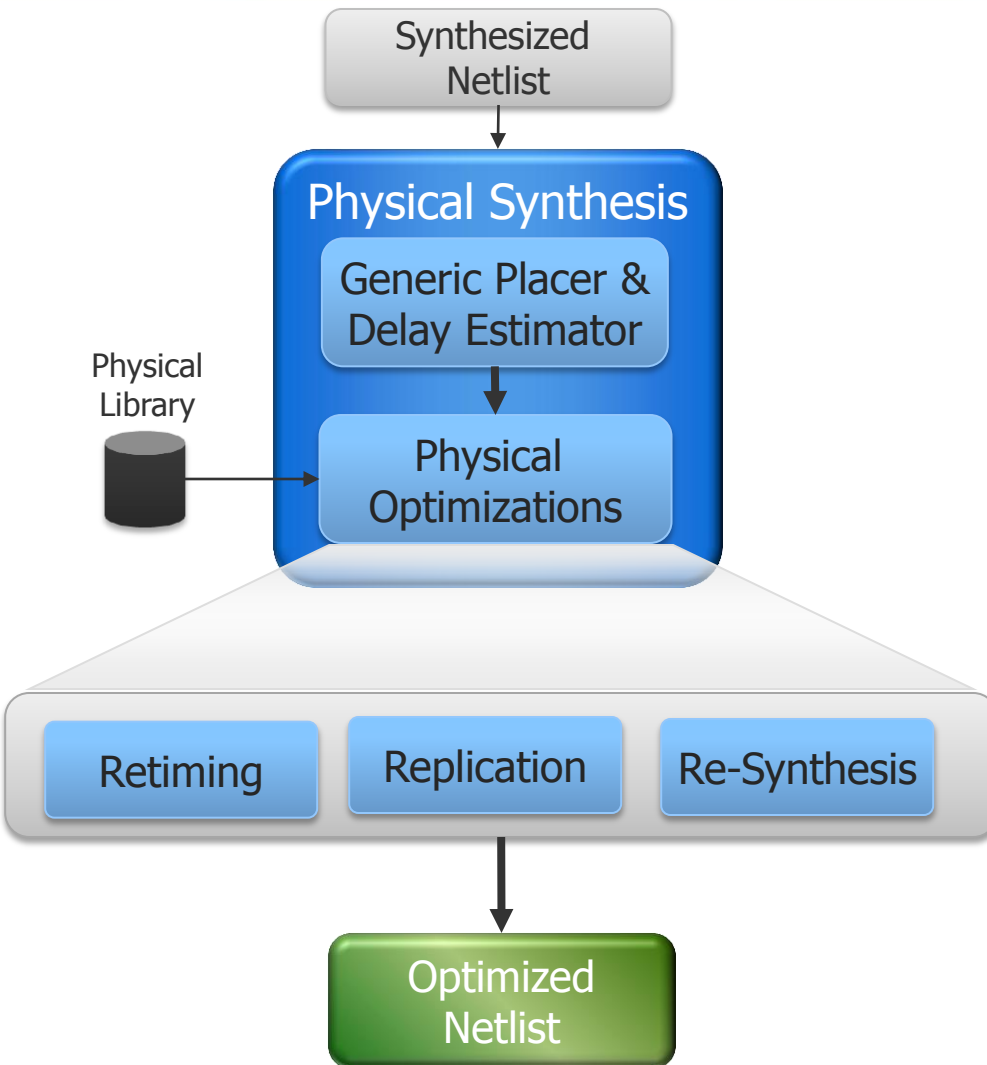 Synthesized
Netlist
Physical Synthesis
Generic Placer &
Delay Estimator
Physical
Library
Physical
Optimizations
Retiming
Replication
Re-Synthesis
Optimized
Netlist